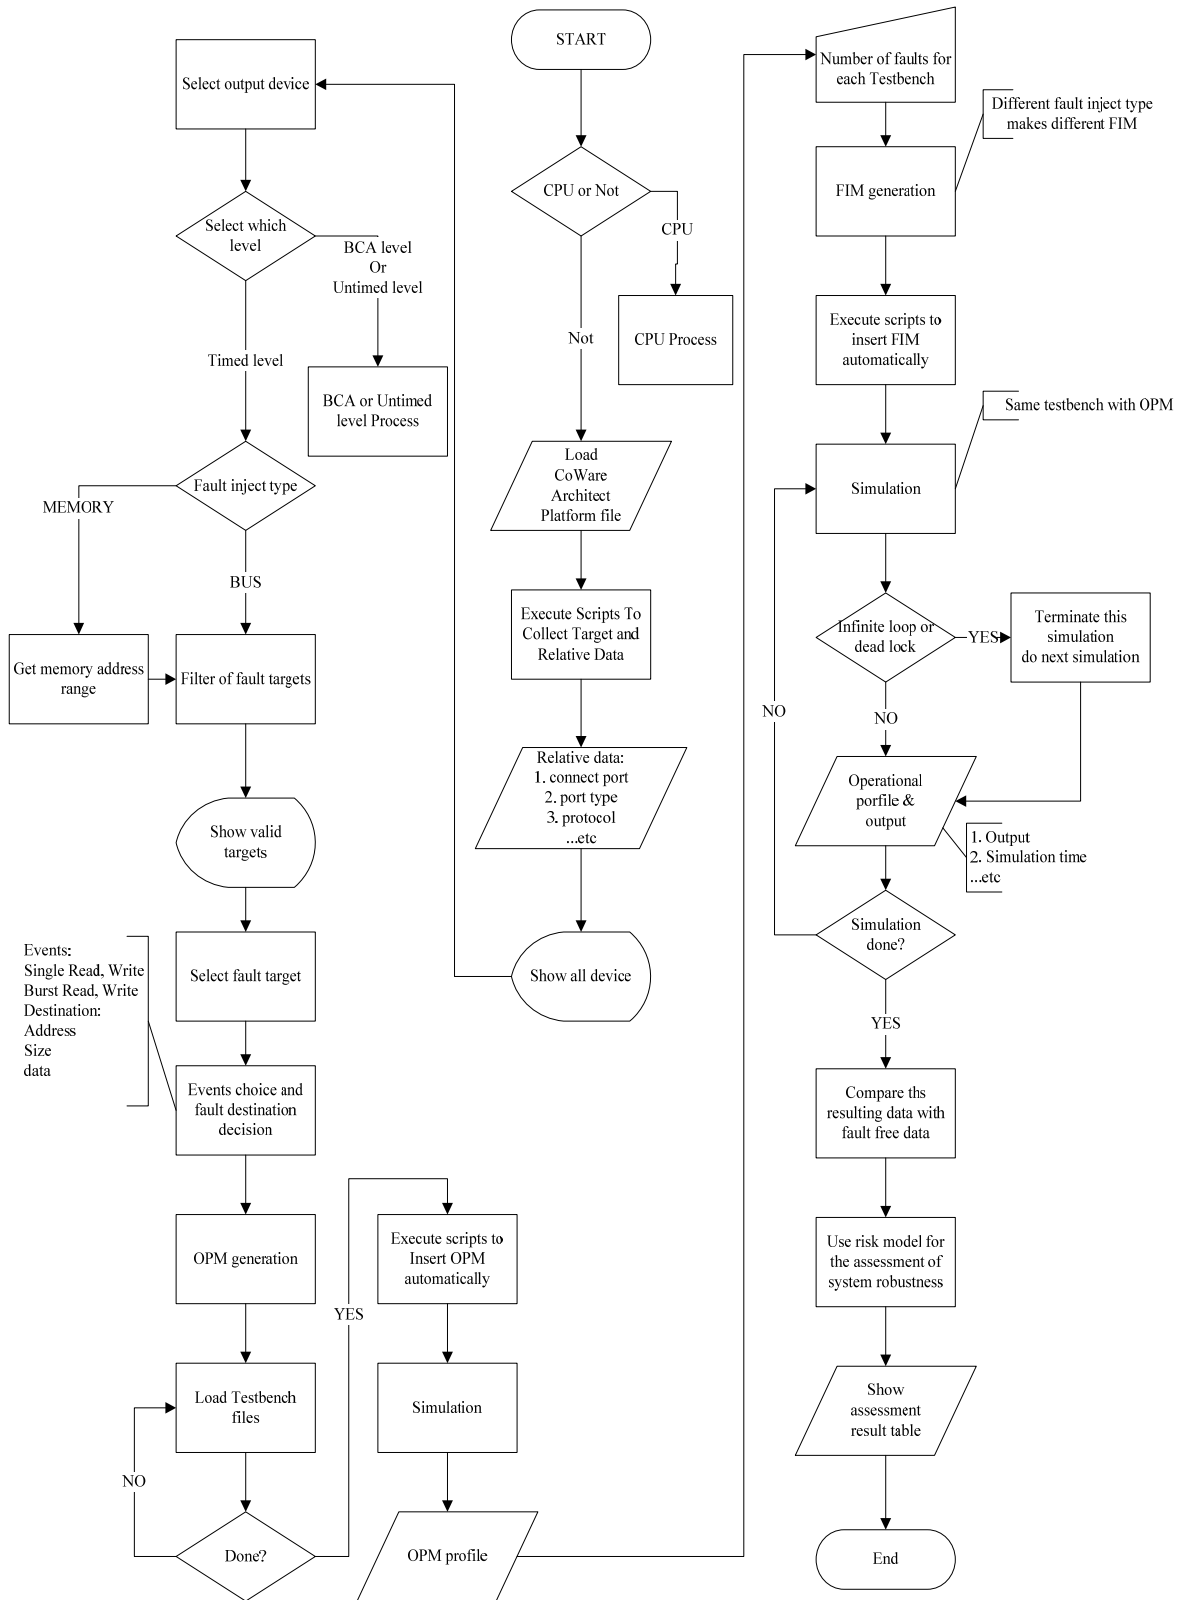 START
CPU or Not
CPU
CPU Process
Not
Load
CoWare
Architect
Platform file
Execute Scripts To
Collect Target and
Relative Data
Relative data:
1. connect port
2. port type
3. protocol
...etc
Show all device
Select output device
Select which
level
BCA level
Or
Untimed level
BCA or Untimed
level Process
Timed level
Fault inject type
MEMORY
BUS
Get memory address
range
Filter of fault targets
Show valid
targets
Select fault target
Events:
Single Read, Write
Burst Read, Write
Destination:
Address
Size
data
Events choice and
fault destination
decision
OPM generation
Load Testbench
files
NO
Done?
YES
Execute scripts to
Insert OPM
automatically
Simulation
OPM profile
Number of faults for
each Testbench
Different fault inject type
makes different FIM
FIM generation
Execute scripts to
insert FIM
automatically
Same testbench with OPM
Simulation
Infinite loop or
dead lock
YES
Terminate this
simulation
do next simulation
NO
NO
Operational
porfile &
output
1. Output
2. Simulation time
...etc
Simulation
done?
YES
Compare ths
resulting data with
fault free data
Use risk model for
the assessment of
system robustness
Show
assessment
result table
End